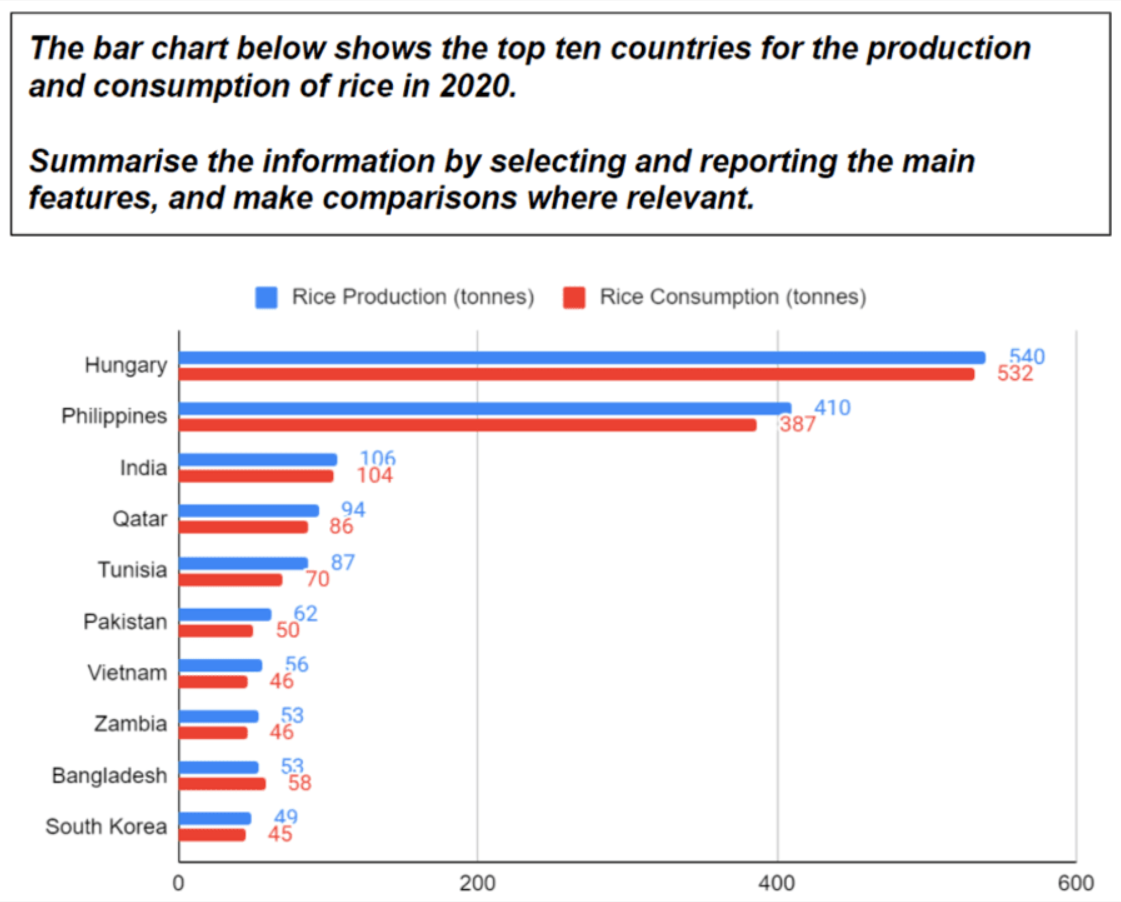 The bar chart below shows the top ten countries for the production
and consumption of rice in 2020.
Summarise the information by selecting and reporting the main
features, and make comparisons where relevant.
Rice Production (tonnes) Rice Consumption (tonnes)
Hungary 540
532
Philippines 410
387
India 106
104
Qatar 94
86
Tunisia 87
70
Pakistan 62
50
Vietnam 56
46
Zambia 53
46
Bangladesh 53
58
South Korea 49
45
0 200 400 600